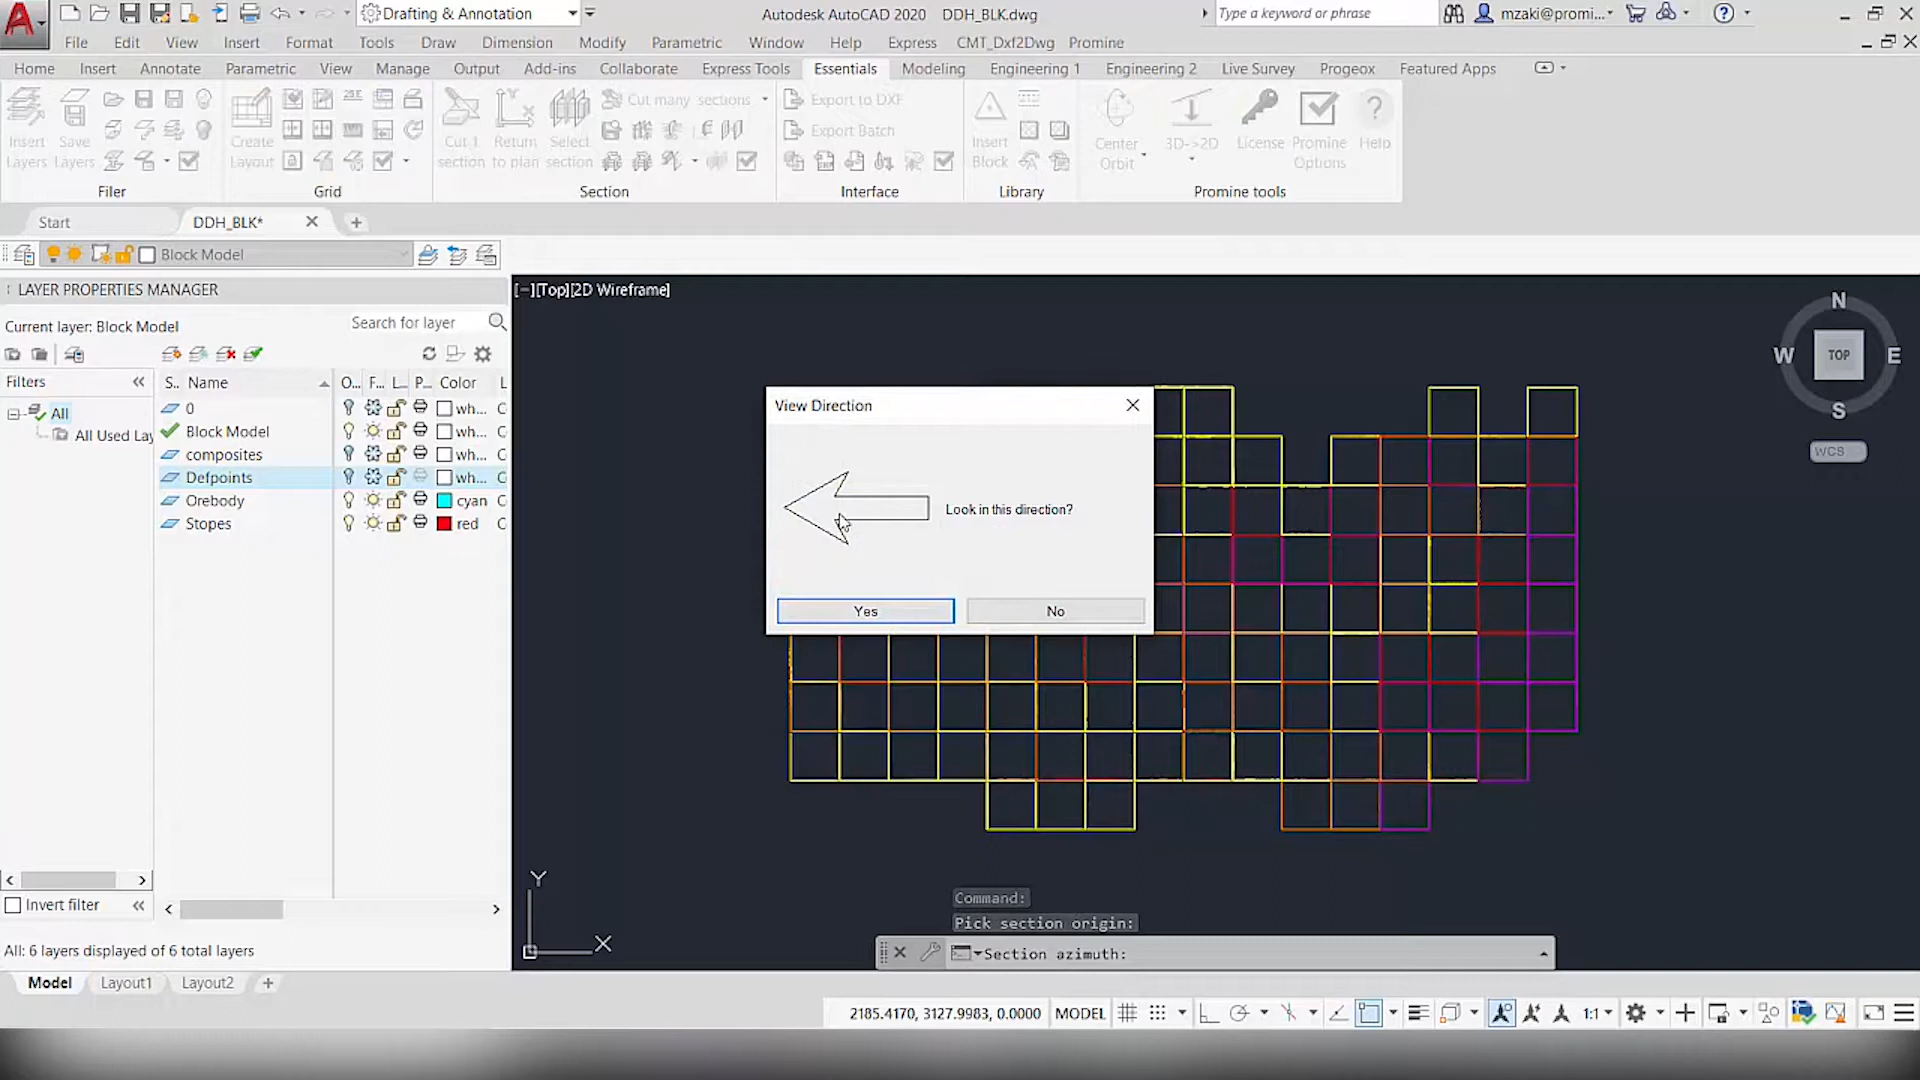 Drafting & Annotation
Autodesk AutoCAD 2020 DDH_BLK.dwg
Type a keyword or phrase
mzaki@promi...
File Edit View Insert Format Tools Draw Dimension Modify Parametric Window Help Express CMT_Dxf2Dwg Promine
Home Insert Annotate Parametric View Manage Output Add-ins Collaborate Express Tools Essentials Modeling Engineering 1 Engineering 2 Live Survey Progeox Featured Apps
Cut many sections
Export to DXF
Export Batch
Insert Layers
Save Layers
Create Layout
Cut 1 section
Return to plan
Select section
Insert Block
Center Orbit
3D->2D
License
Promine Options
Help
Filer
Grid
Section
Interface
Library
Promine tools
Start
DDH_BLK*
Block Model
LAYER PROPERTIES MANAGER
[−][Top][2D Wireframe]
Current layer: Block Model
Search for layer
Filters
S.. Name
O... F... L... P... Color L
All
All Used Lay
0 wh... C
Block Model wh... C
composites wh... C
Defpoints wh... C
Orebody cyan C
Stopes red C
View Direction
Look in this direction?
Yes
No
N
W TOP E
S
WCS
Y
X
Invert filter
All: 6 layers displayed of 6 total layers
Command:
Pick section origin:
Section azimuth:
Model Layout1 Layout2
2185.4170, 3127.9983, 0.0000 MODEL
1:1